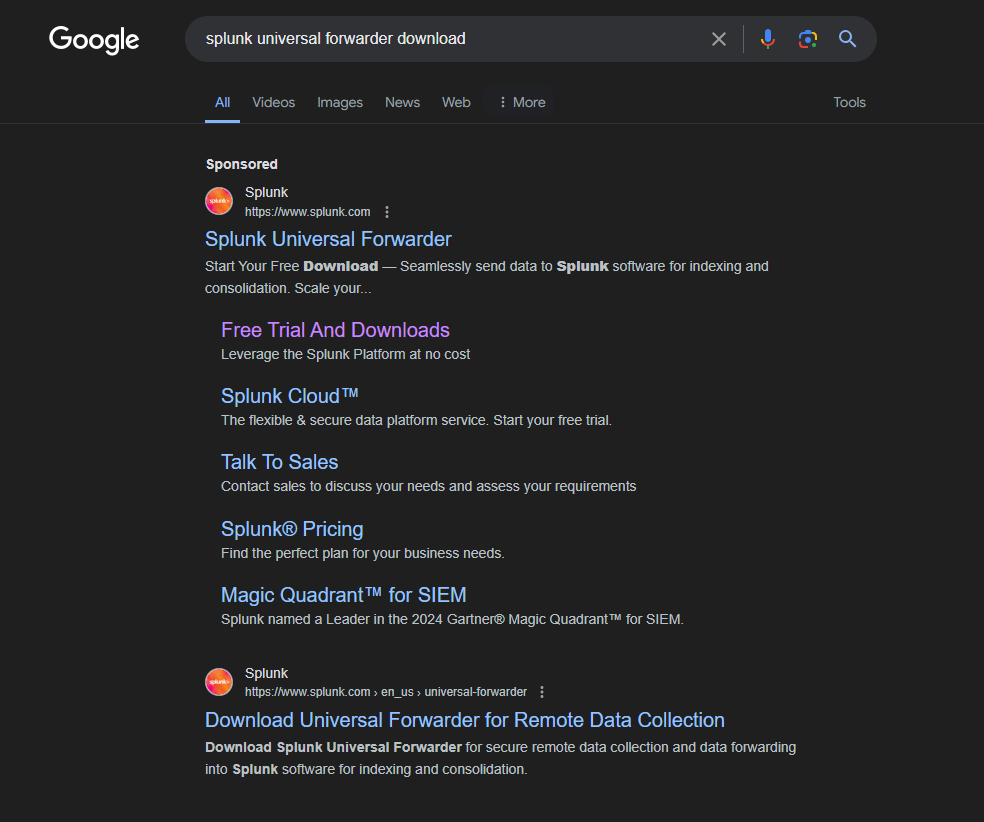 Google
splunk universal forwarder download
All Videos Images News Web More Tools
Sponsored
splunk>
Splunk
https://www.splunk.com
Splunk Universal Forwarder
Start Your Free Download — Seamlessly send data to Splunk software for indexing and
consolidation. Scale your...
Free Trial And Downloads
Leverage the Splunk Platform at no cost
Splunk Cloud™
The flexible & secure data platform service. Start your free trial.
Talk To Sales
Contact sales to discuss your needs and assess your requirements
Splunk® Pricing
Find the perfect plan for your business needs.
Magic Quadrant™ for SIEM
Splunk named a Leader in the 2024 Gartner® Magic Quadrant™ for SIEM.
splunk>
Splunk
https://www.splunk.com › en_us › universal-forwarder
Download Universal Forwarder for Remote Data Collection
Download Splunk Universal Forwarder for secure remote data collection and data forwarding
into Splunk software for indexing and consolidation.